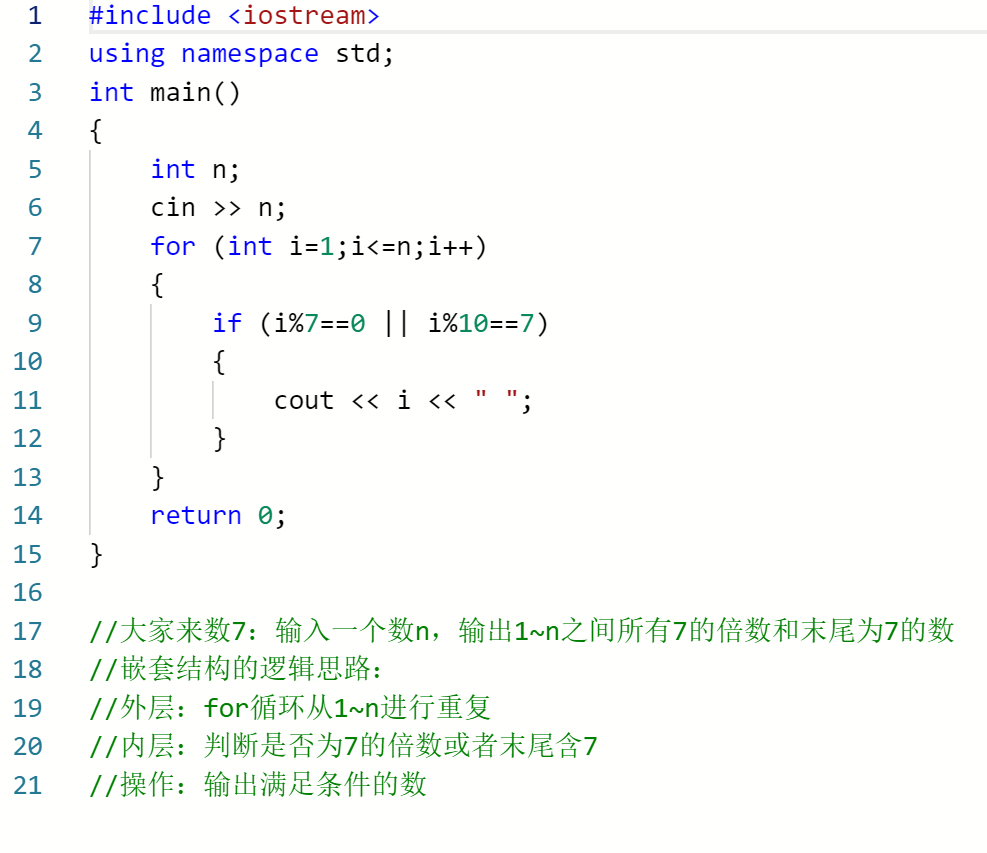 1 #include <iostream>
2 using namespace std;
3 int main()
4 {
5     int n;
6     cin >> n;
7     for (int i=1;i<=n;i++)
8     {
9         if (i%7==0 || i%10==7)
10         {
11             cout << i << " ";
12         }
13     }
14     return 0;
15 }
16
17 //大家来数7：输入一个数n，输出1~n之间所有7的倍数和末尾为7的数
18 //嵌套结构的逻辑思路：
19 //外层：for循环从1~n进行重复
20 //内层：判断是否为7的倍数或者末尾含7
21 //操作：输出满足条件的数